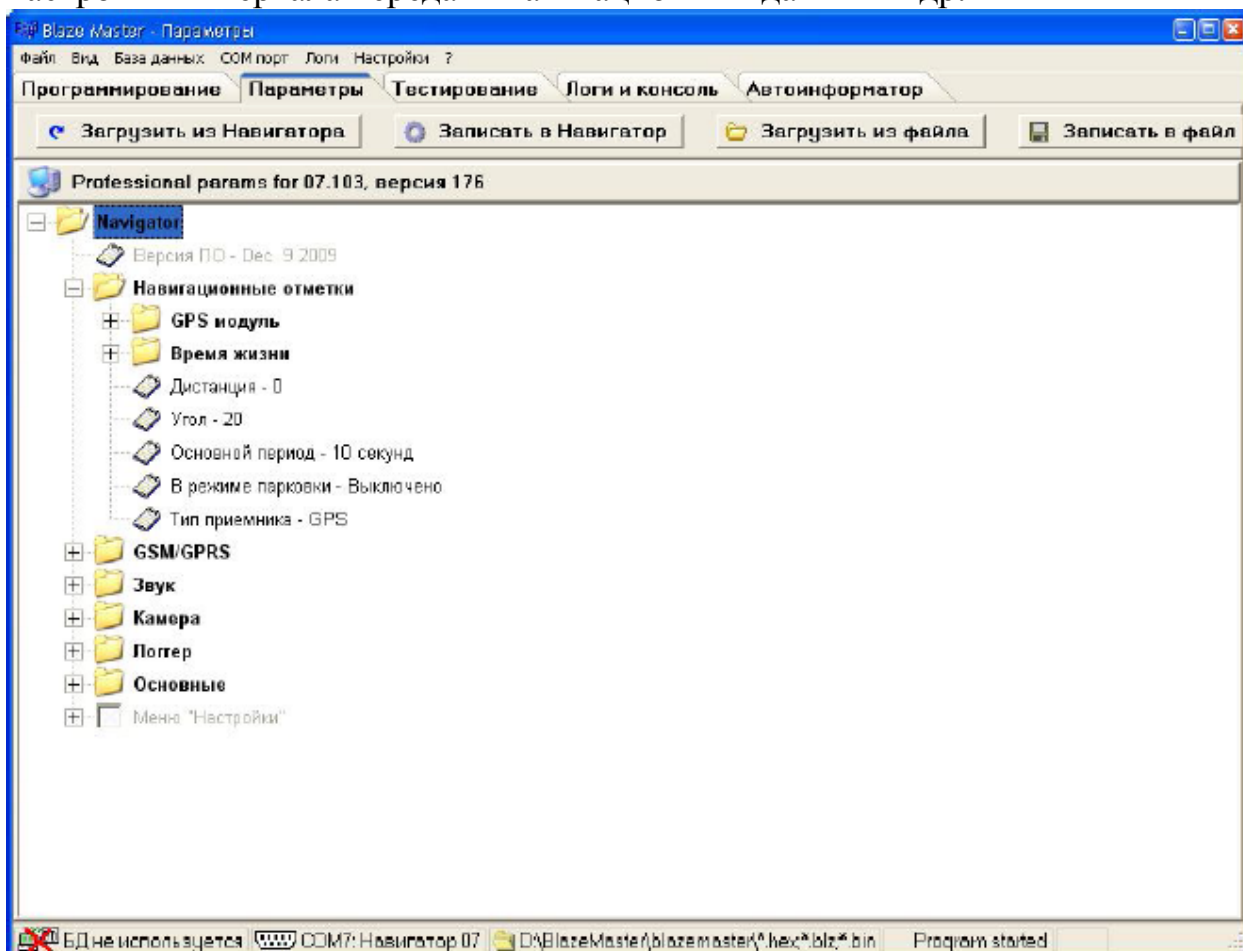 Blaze Master - Параметры
Файл Вид База данных COM порт Логи Настройки ?
Программирование Параметры Тестирование Логи и консоль Автоинформатор
Загрузить из Навигатора Записать в Навигатор Загрузить из файла Записать в файл
Professional params for 07.103, версия 176
Navigator
Версия ПО - Dec 9 2009
Навигационные отметки
GPS модуль
Время жизни
Дистанция - 0
Угол - 20
Основной период - 10 секунд
В режиме парковки - Выключено
Тип приемника - GPS
GSM/GPRS
Звук
Камера
Логгер
Основные
Меню "Настройки"
БД не используется COM7: Навигатор 07 D:\BlazeMaster\blazemaster\*.hex;*.blz;*.bin Program started